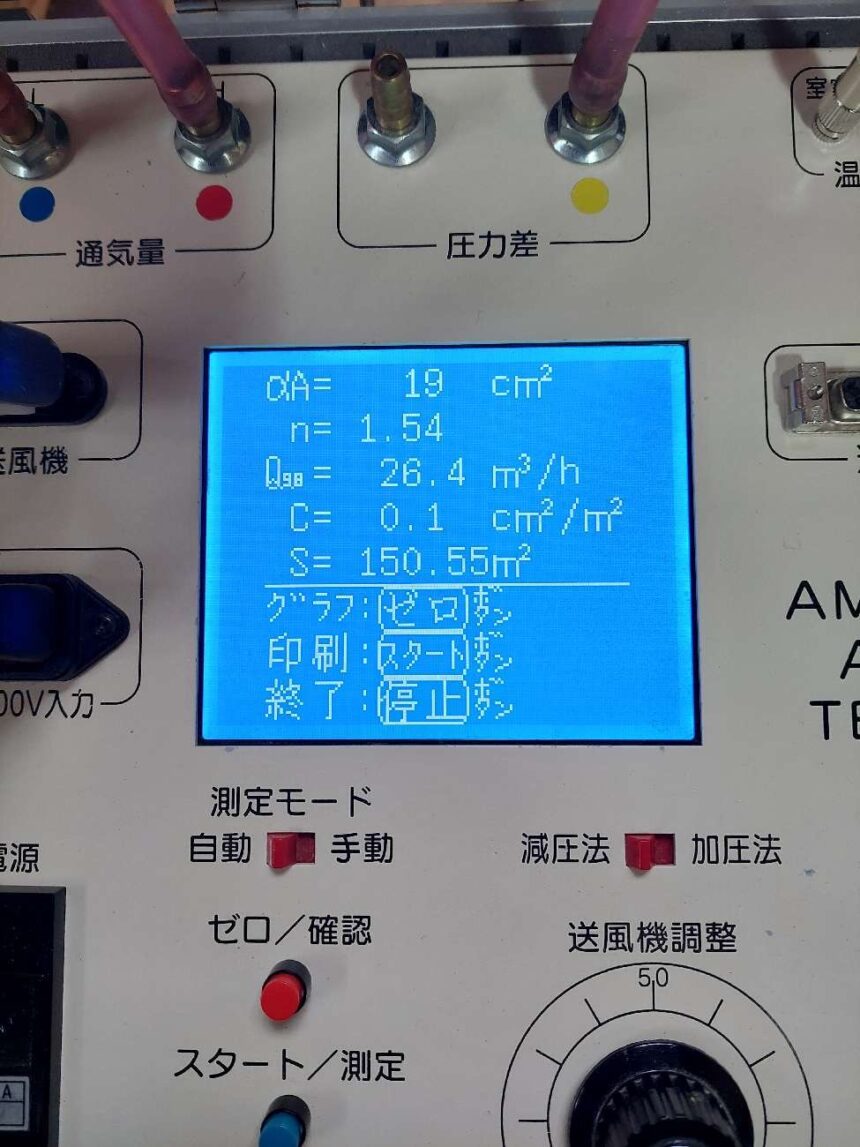 通気量
圧力差
温
αA= 19 cm²
n= 1.54
Q₉.₈ = 26.4 m³/h
C= 0.1 cm²/m²
S= 150.55m²
グラフ:(ゼロ)ボタン
印刷:(スタート)ボタン
終了:(停止)ボタン
送風機
00V入力
AM
A
TE
測定モード
自動 手動
減圧法 加圧法
電源
ゼロ/確認
送風機調整
50
スタート/測定
A